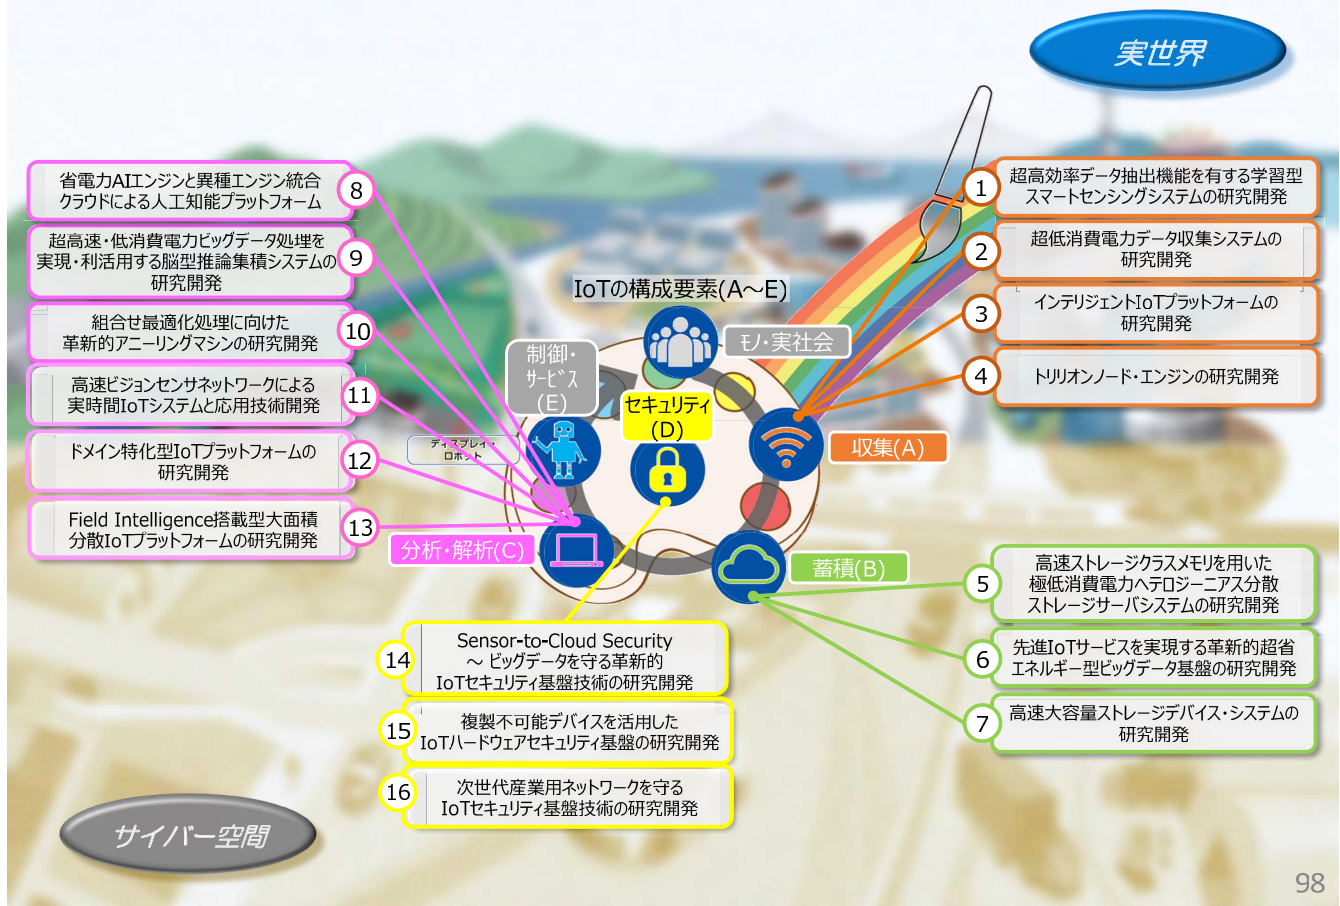 実世界
IoTの構成要素(A～E)
モノ・実社会
制御・
サービス
(E)
セキュリティ
(D)
収集(A)
ディスプレイ・
ロボット
分析・解析(C)
蓄積(B)
1
超高効率データ抽出機能を有する学習型
スマートセンシングシステムの研究開発
2
超低消費電力データ収集システムの
研究開発
3
インテリジェントIoTプラットフォームの
研究開発
4
トリリオンノード・エンジンの研究開発
5
高速ストレージクラスメモリを用いた
極低消費電力ヘテロジーニアス分散
ストレージサーバシステムの研究開発
6
先進IoTサービスを実現する革新的超省
エネルギー型ビッグデータ基盤の研究開発
7
高速大容量ストレージデバイス・システムの
研究開発
8
省電力AIエンジンと異種エンジン統合
クラウドによる人工知能プラットフォーム
9
超高速・低消費電力ビッグデータ処理を
実現・利活用する脳型推論集積システムの
研究開発
10
組合せ最適化処理に向けた
革新的アニーリングマシンの研究開発
11
高速ビジョンセンサネットワークによる
実時間IoTシステムと応用技術開発
12
ドメイン特化型IoTプラットフォームの
研究開発
13
Field Intelligence搭載型大面積
分散IoTプラットフォームの研究開発
14
Sensor-to-Cloud Security
～ ビッグデータを守る革新的
IoTセキュリティ基盤技術の研究開発
15
複製不可能デバイスを活用した
IoTハードウェアセキュリティ基盤の研究開発
16
次世代産業用ネットワークを守る
IoTセキュリティ基盤技術の研究開発
サイバー空間
98